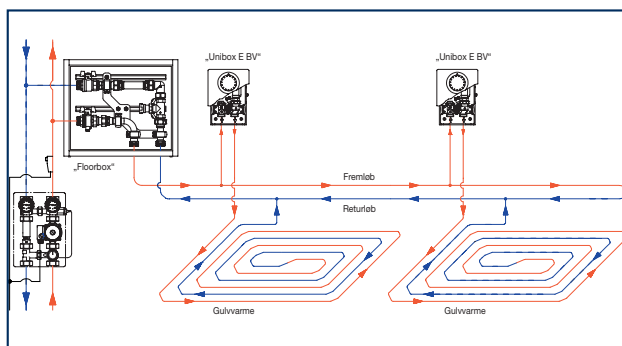 „Unibox E BV“
„Unibox E BV“
„Floorbox“
Fremløb
Returløb
Gulvvarme
Gulvvarme